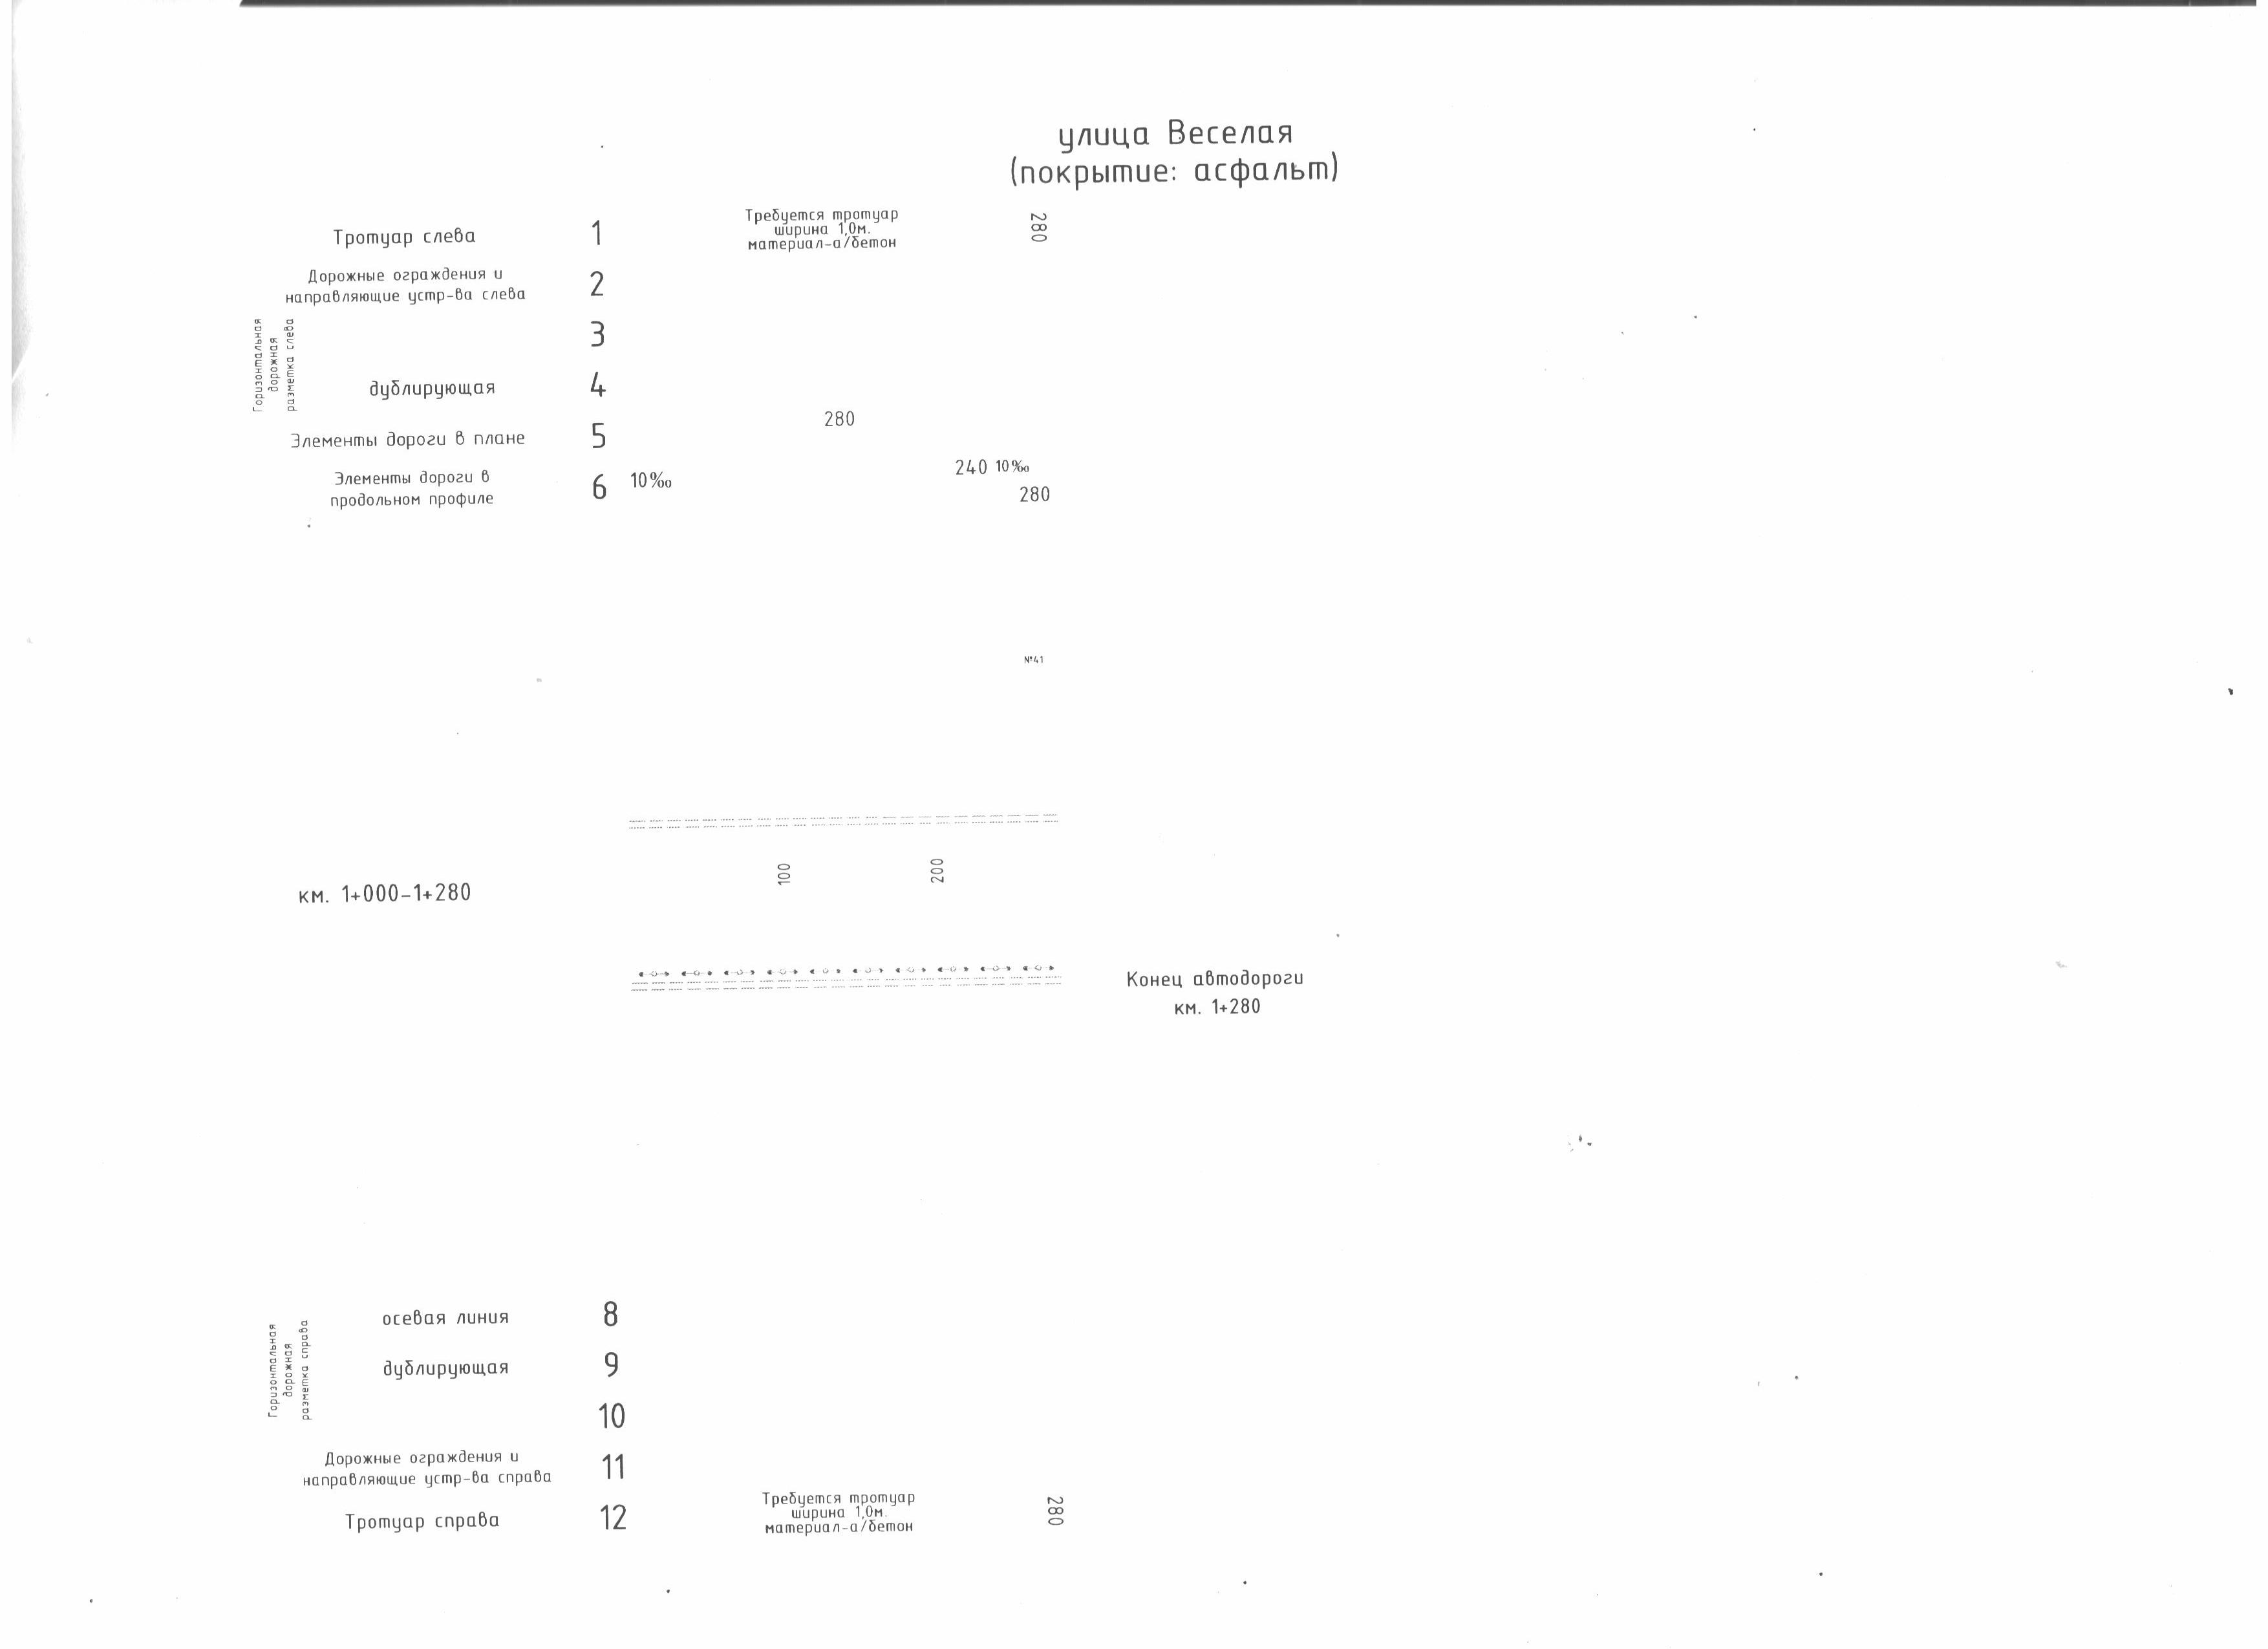 улица Веселая
(покрытие: асфальт)
Тротуар слева
1
Требуется тротуар
ширина 1,0м.
материал-а/бетон
280
Дорожные ограждения и
направляющие устр-ва слева
2
Горизонтальная
дорожная
разметка слева
3
дублирующая
4
280
Элементы дороги в плане
5
Элементы дороги в
продольном профиле
6
10‰
240 10‰
280
№41
100
200
км. 1+000-1+280
Конец автодороги
км. 1+280
Горизонтальная
дорожная
разметка справа
осевая линия
8
дублирующая
9
10
Дорожные ограждения и
направляющие устр-ва справа
11
Тротуар справа
12
Требуется тротуар
ширина 1,0м.
материал-а/бетон
280